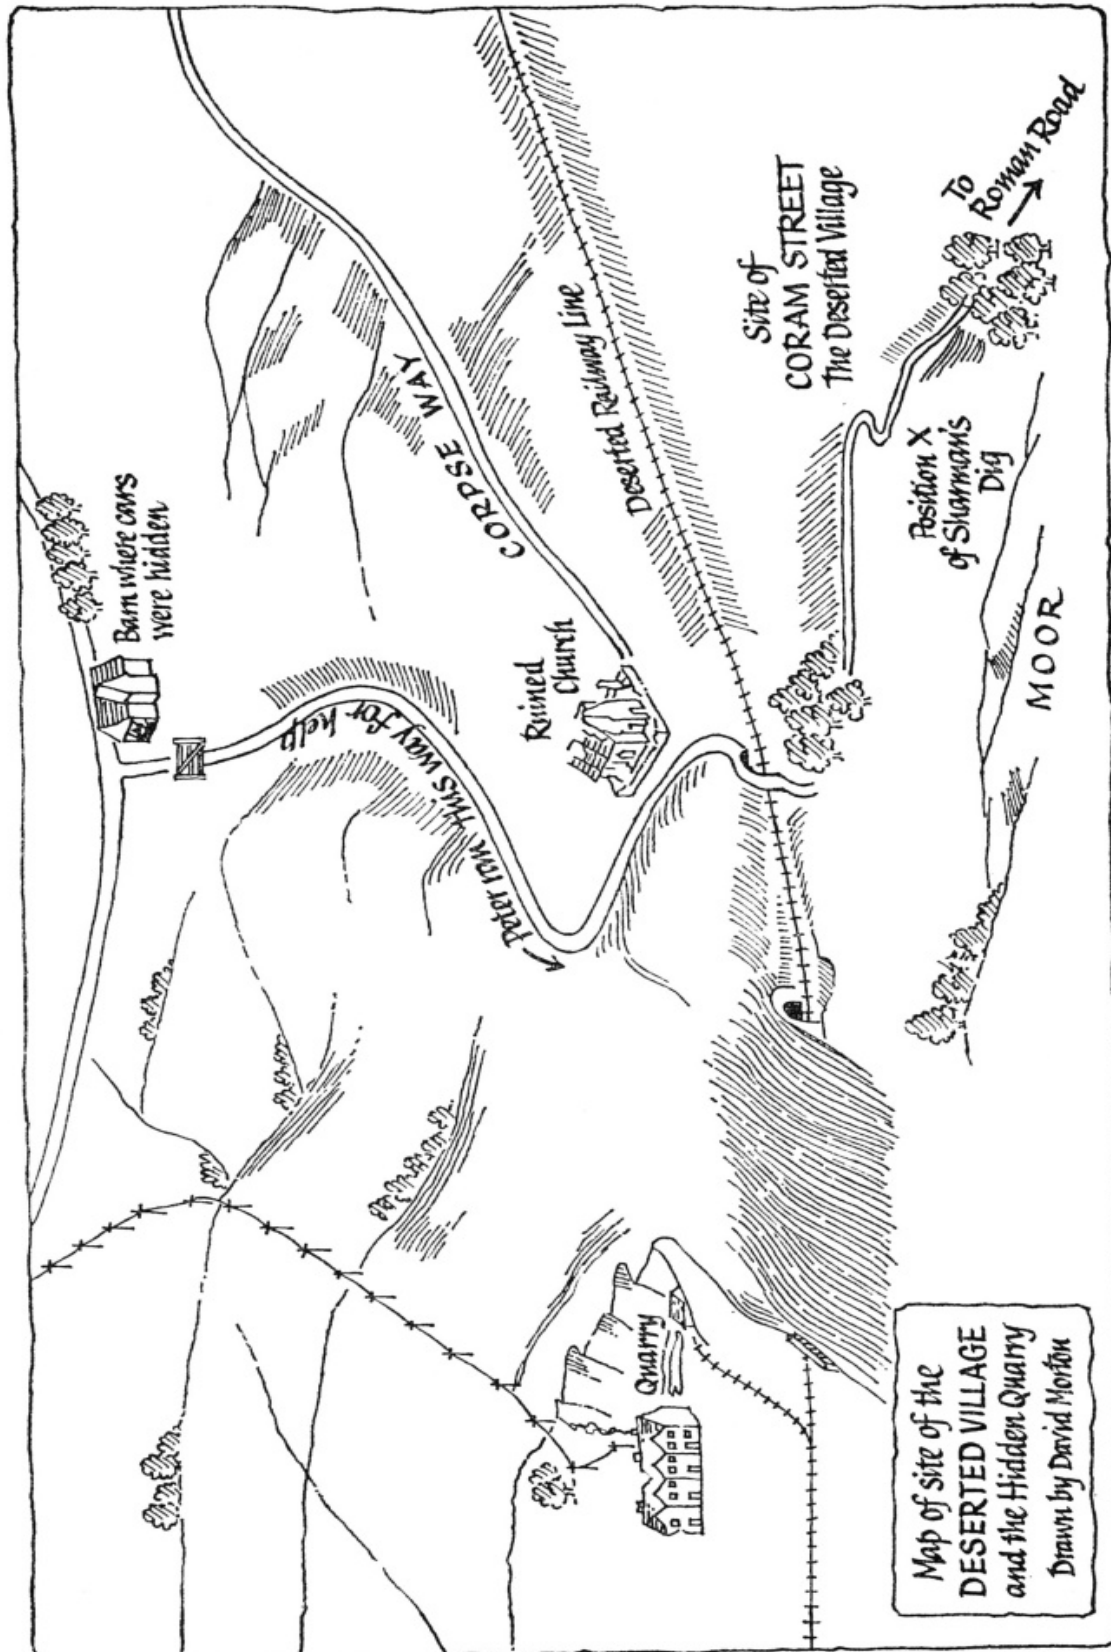 Barn where cars
were hidden
CORPSE WAY
Peter ran this way for
help
Ruined
Church
Deserted Railway Line
Site of
CORAM STREET
The Deserted Village
To
Roman Road
Position X
of Sharman's
Dig
MOOR
Quarry
Map of site of the
DESERTED VILLAGE
and the Hidden Quarry
Drawn by David Morton